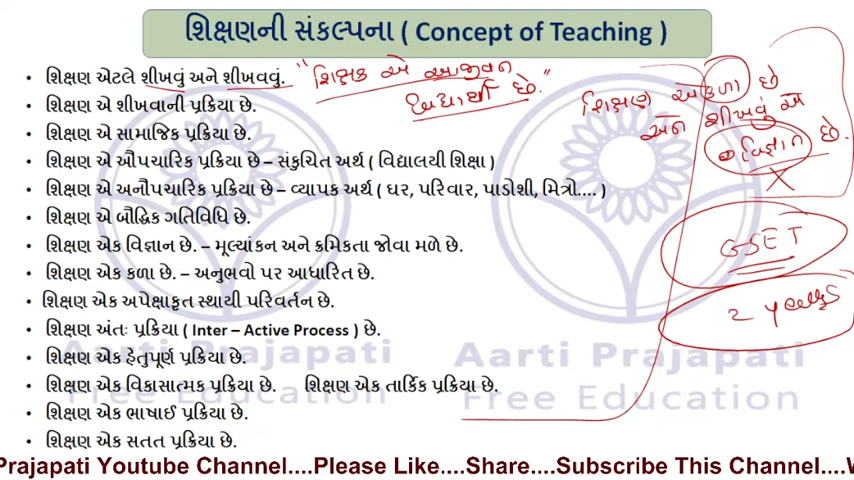 શિક્ષણની સંકલ્પના ( Concept of Teaching )
• શિક્ષણ એટલે શીખવું અને શીખવવું.
"શિક્ષક એ આજીવન
વિદ્યાર્થી છે."
શિક્ષણ એ કળા છે
અને શીખવું એ
વિજ્ઞાન છે.
• શિક્ષણ એ શીખવાની પ્રક્રિયા છે.
• શિક્ષણ એ સામાજિક પ્રક્રિયા છે.
• શિક્ષણ એ ઔપચારિક પ્રક્રિયા છે – સંકુચિત અર્થ ( વિદ્યાલયી શિક્ષા )
• શિક્ષણ એ અનૌપચારિક પ્રક્રિયા છે – વ્યાપક અર્થ ( ઘર, પરિવાર, પાડોશી, મિત્રો.... )
• શિક્ષણ એ બૌદ્ધિક ગતિવિધિ છે.
• શિક્ષણ એક વિજ્ઞાન છે. – મૂલ્યાંકન અને ક્રમિકતા જોવા મળે છે.
GSET
• શિક્ષણ એક કળા છે. – અનુભવો પર આધારિત છે.
• શિક્ષણ એક અપેક્ષાકૃત સ્થાયી પરિવર્તન છે.
2 years
• શિક્ષણ અંતઃ પ્રક્રિયા ( Inter – Active Process ) છે.
• શિક્ષણ એક હેતુપૂર્ણ પ્રક્રિયા છે.
• શિક્ષણ એક વિકાસાત્મક પ્રક્રિયા છે. શિક્ષણ એક તાર્કિક પ્રક્રિયા છે.
• શિક્ષણ એક ભાષાઈ પ્રક્રિયા છે.
• શિક્ષણ એક સતત પ્રક્રિયા છે.
Aarti Prajapati
Free Education
Aarti Prajapati
Free Education
Prajapati Youtube Channel....Please Like....Share....Subscribe This Channel....W